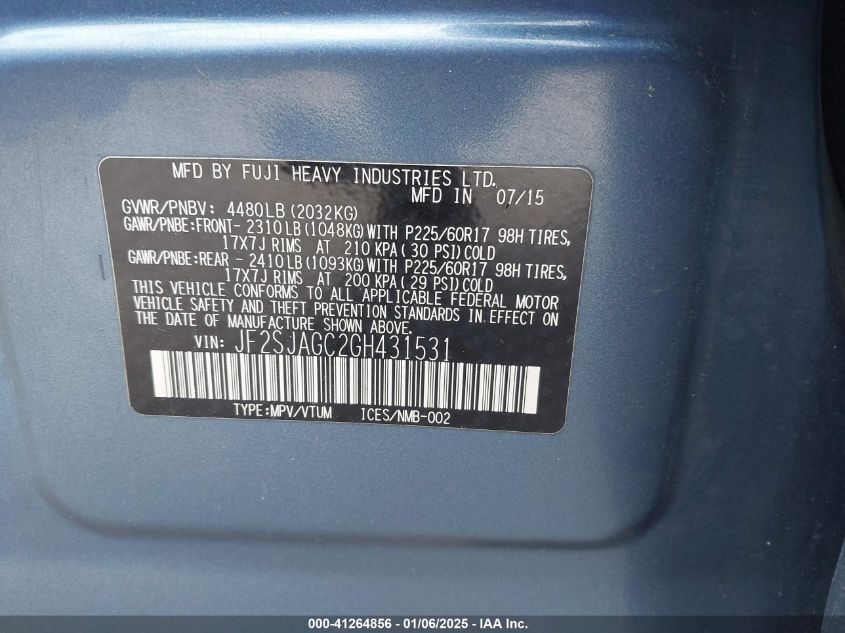 MFD BY FUJI HEAVY INDUSTRIES LTD.
MFD IN 07/15
GVWR/PNBV: 4480LB (2032KG)
GAWR/PNBE:FRONT- 2310LB (1048KG) WITH P225/60R17 98H TIRES,
17X7J RIMS AT 210 KPA (30 PSI) COLD
GAWR/PNBE:REAR - 2410LB (1093KG) WITH P225/60R17 98H TIRES,
17X7J RIMS AT 200 KPA (29 PSI) COLD
THIS VEHICLE CONFORMS TO ALL APPLICABLE FEDERAL MOTOR
VEHICLE SAFETY AND THEFT PREVENTION STANDARDS IN EFFECT ON
THE DATE OF MANUFACTURE SHOWN ABOVE.
VIN: JF2SJAGC2GH431531
TYPE:MPV/VTUM ICES/NMB-002
000-41264856 - 01/06/2025 - IAA Inc.